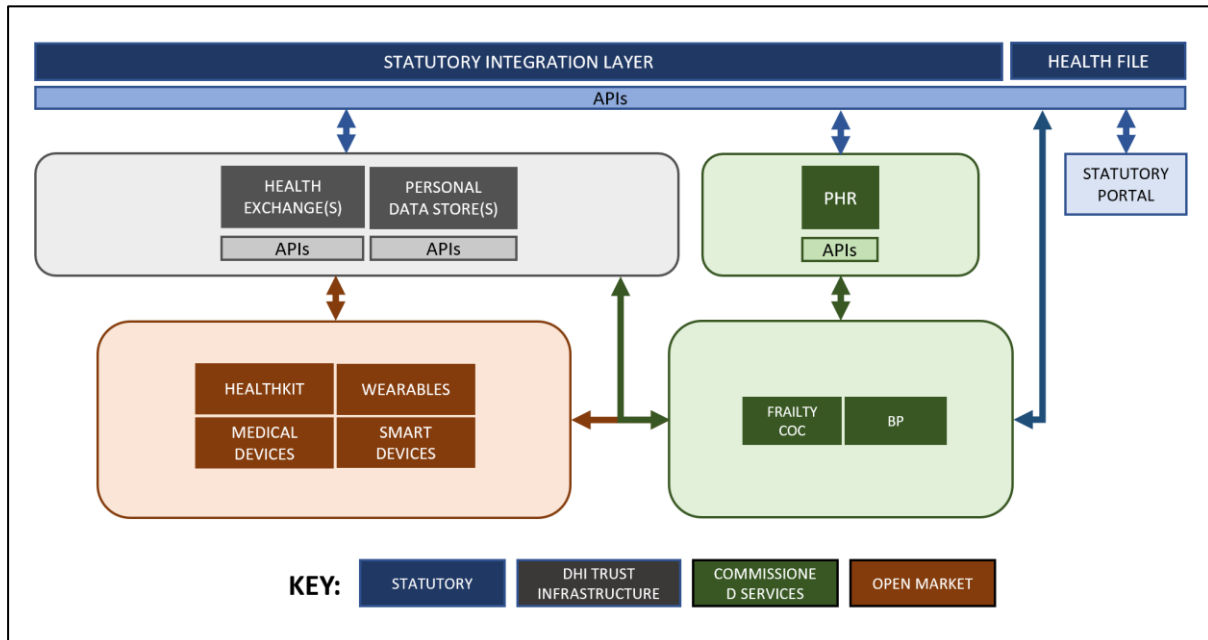 STATUTORY INTEGRATION LAYER
HEALTH FILE
APIs
HEALTH
EXCHANGE(S)
PERSONAL
DATA STORE(S)
APIs
APIs
PHR
APIs
STATUTORY
PORTAL
HEALTHKIT
WEARABLES
MEDICAL
DEVICES
SMART
DEVICES
FRAILTY
COC
BP
KEY:
STATUTORY
DHI TRUST
INFRASTRUCTURE
COMMISSIONE
D SERVICES
OPEN MARKET